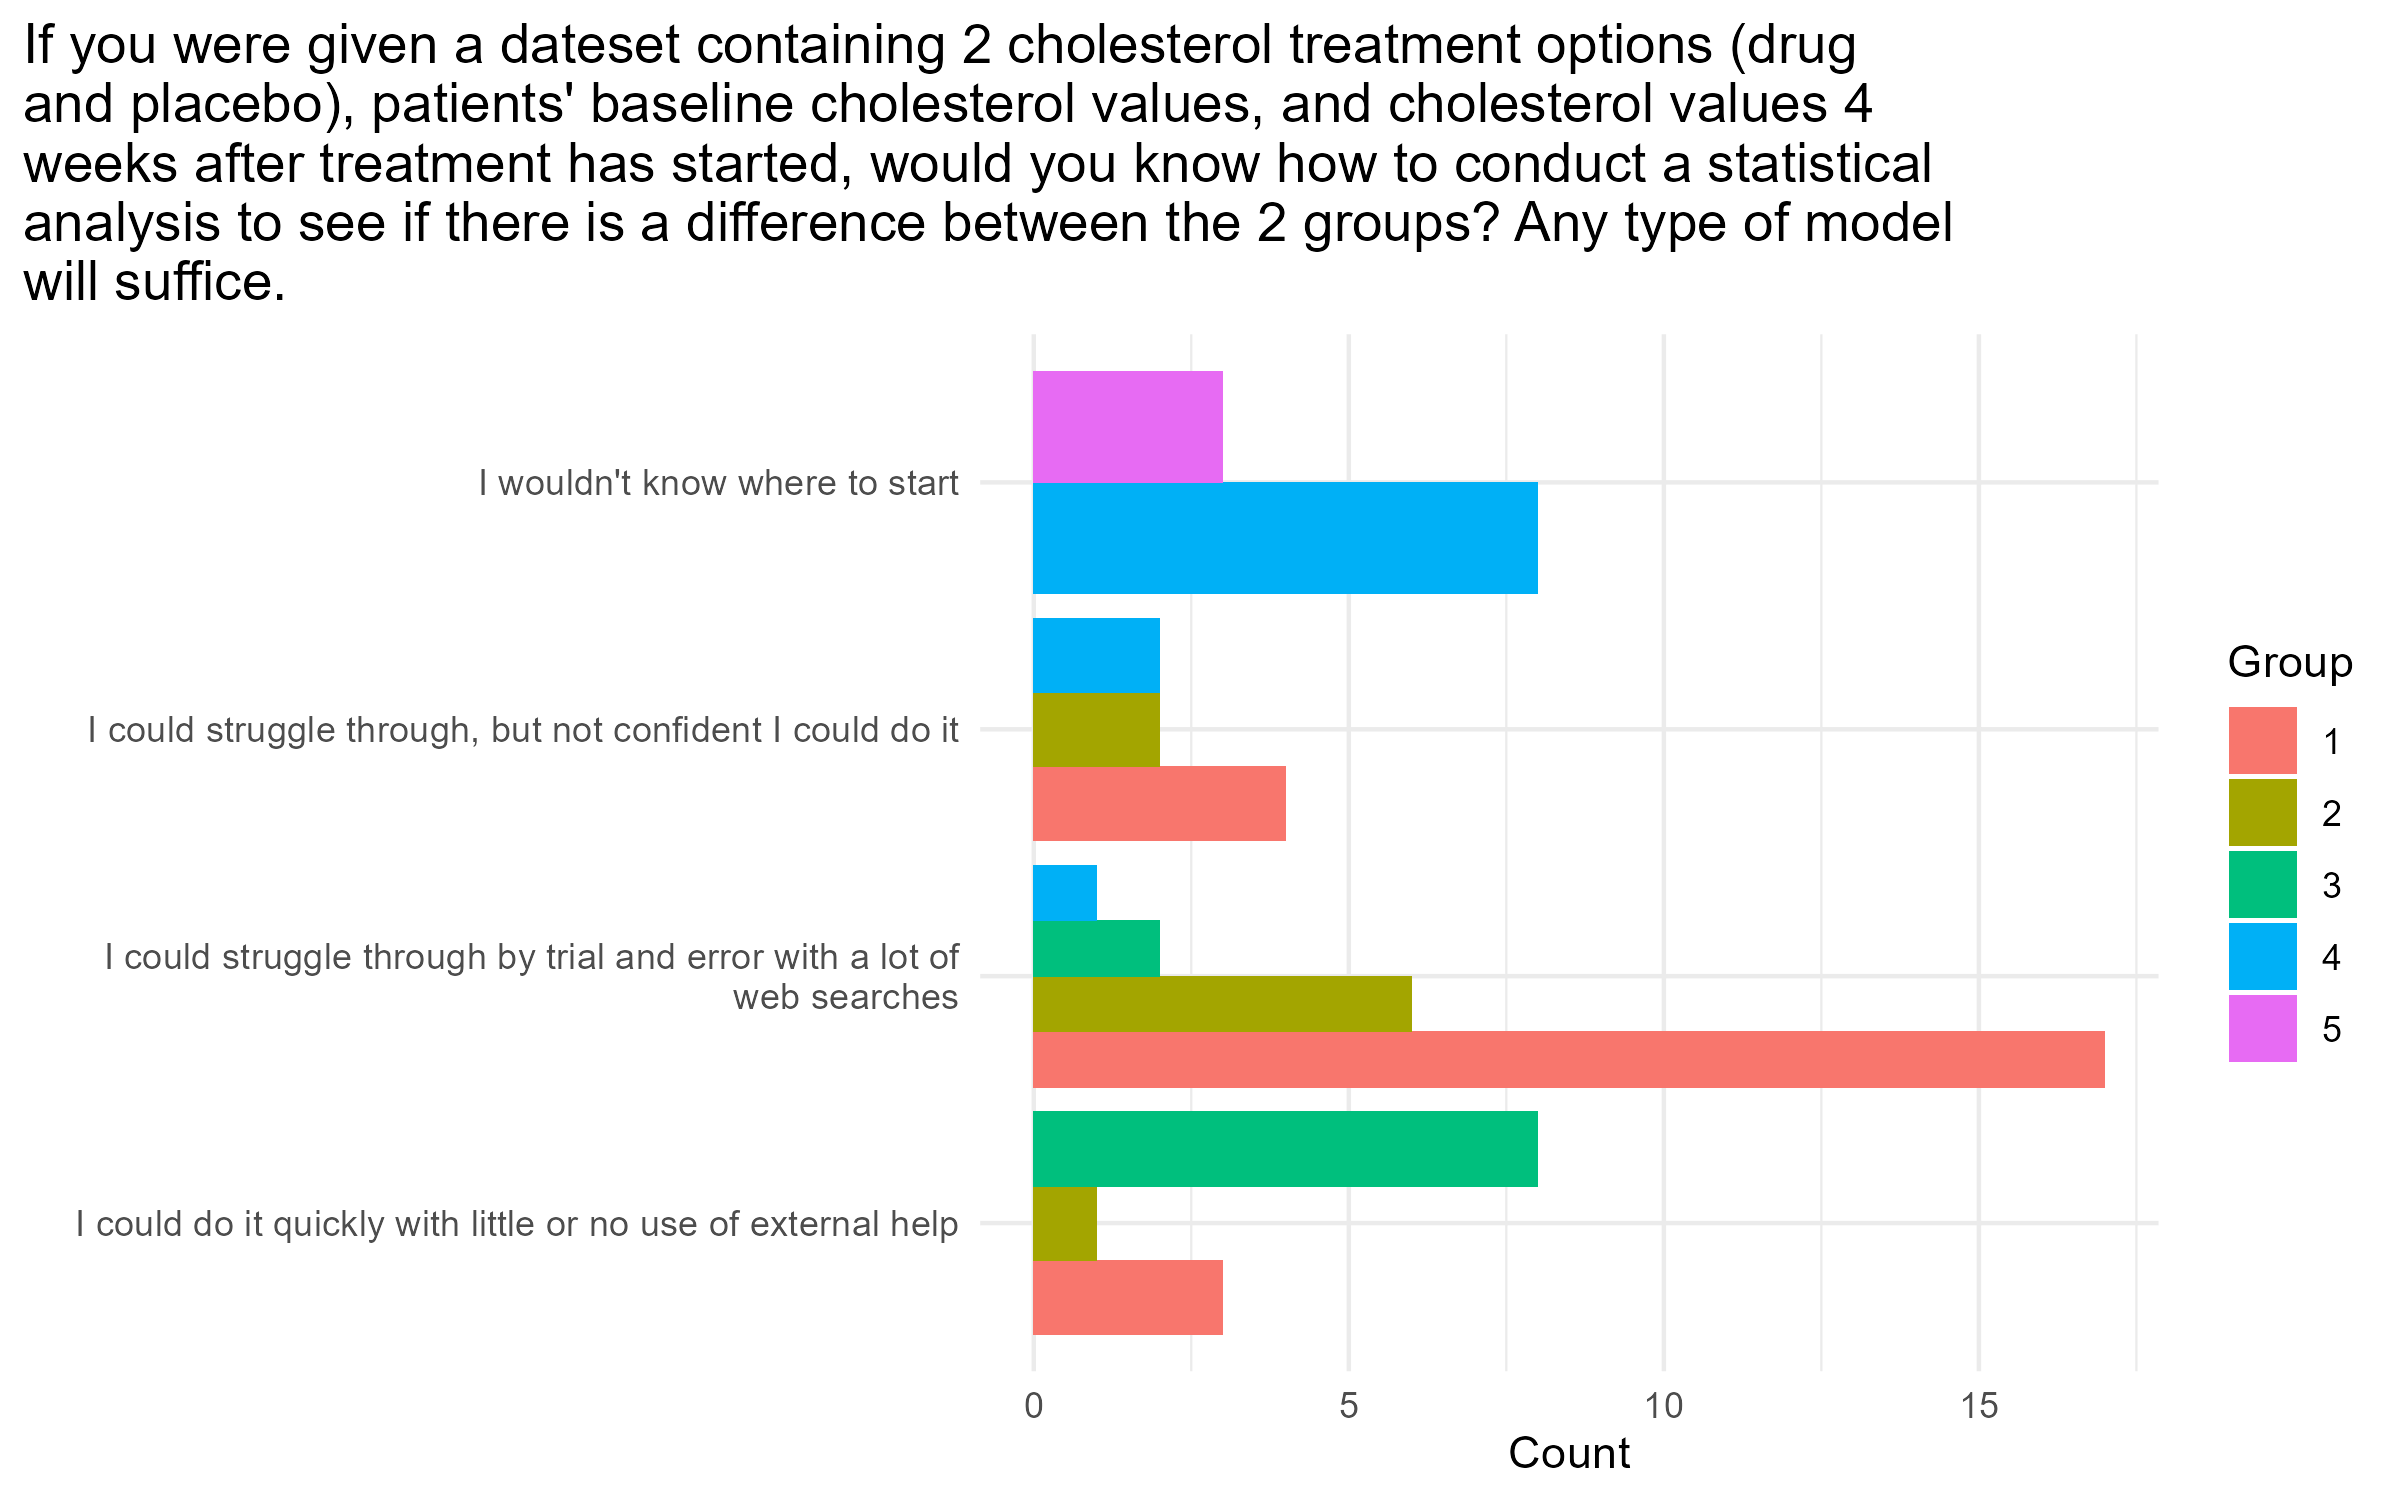 If you were given a dateset containing 2 cholesterol treatment options (drug
and placebo), patients' baseline cholesterol values, and cholesterol values 4
weeks after treatment has started, would you know how to conduct a statistical
analysis to see if there is a difference between the 2 groups? Any type of model
will suffice.
I wouldn't know where to start
I could struggle through, but not confident I could do it
I could struggle through by trial and error with a lot of
web searches
I could do it quickly with little or no use of external help
0
5
10
15
Count
Group
1
2
3
4
5